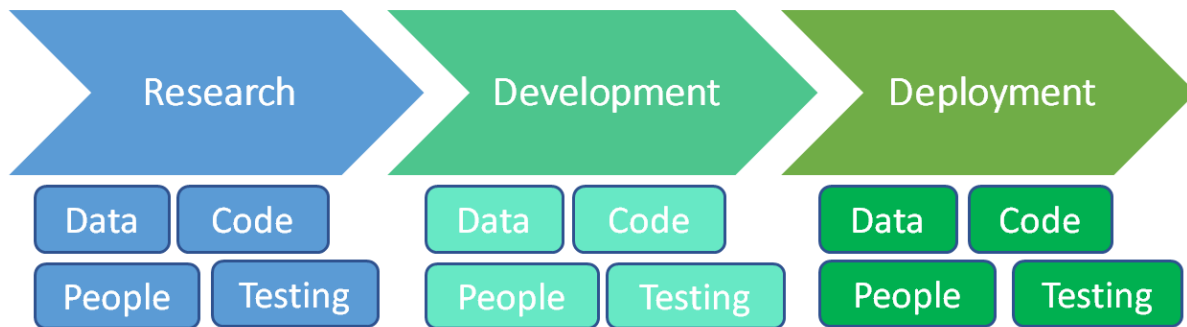 Research
Development
Deployment
Data
Code
People
Testing
Data
Code
People
Testing
Data
Code
People
Testing